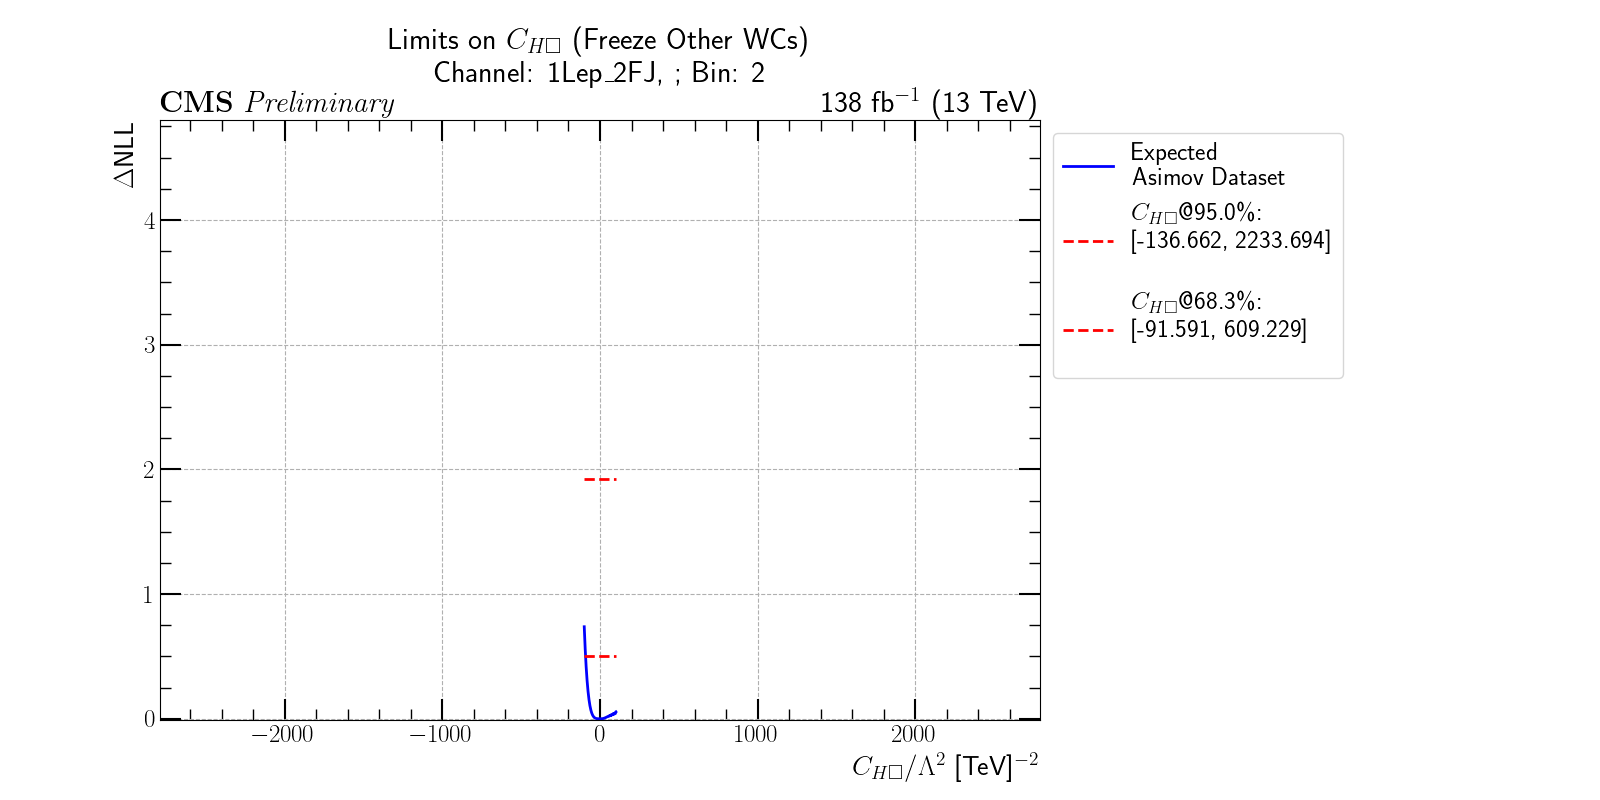 Limits on C_{H□} (Freeze Other WCs)
Channel: 1Lep_2FJ, ; Bin: 2
CMS Preliminary
138 fb⁻¹ (13 TeV)
ΔNLL
4
3
2
1
0
−2000
−1000
0
1000
2000
C_{H□}/Λ² [TeV]⁻²
Expected
Asimov Dataset
C_{H□}@95.0%:
[-136.662, 2233.694]
C_{H□}@68.3%:
[-91.591, 609.229]